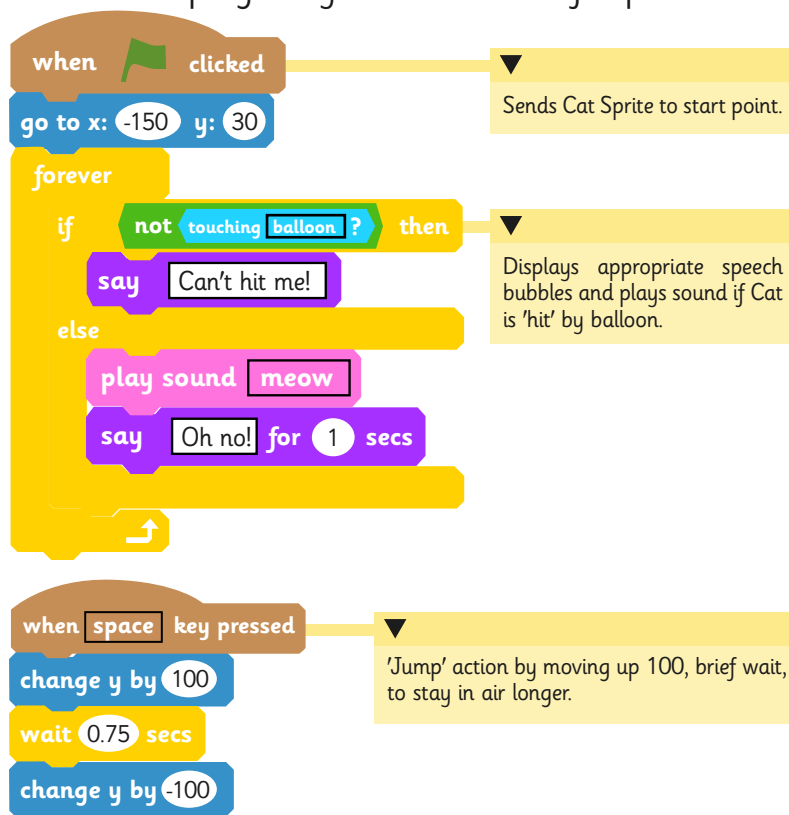 when clicked
Sends Cat Sprite to start point.
go to x: -150 y: 30
forever
if not touching balloon ? then
Displays appropriate speech
bubbles and plays sound if Cat
is 'hit' by balloon.
say Can't hit me!
else
play sound meow
say Oh no! for 1 secs
when space key pressed
'Jump' action by moving up 100, brief wait,
to stay in air longer.
change y by 100
wait 0.75 secs
change y by -100